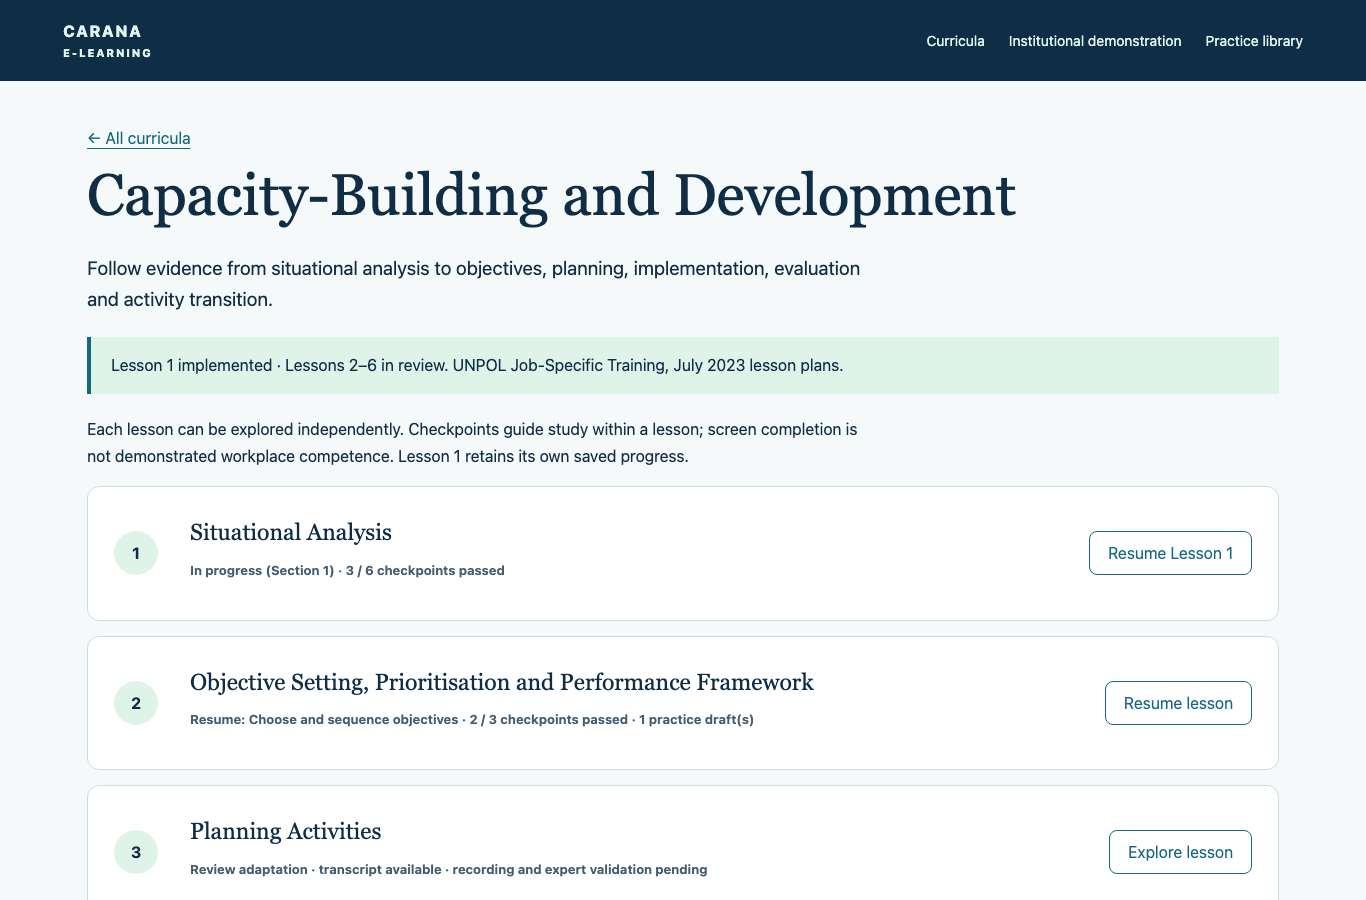 CARANA
E-LEARNING
Curricula
Institutional demonstration
Practice library
← All curricula
Capacity-Building and Development
Follow evidence from situational analysis to objectives, planning, implementation, evaluation
and activity transition.
Lesson 1 implemented · Lessons 2–6 in review. UNPOL Job-Specific Training, July 2023 lesson plans.
Each lesson can be explored independently. Checkpoints guide study within a lesson; screen completion is
not demonstrated workplace competence. Lesson 1 retains its own saved progress.
1
Situational Analysis
In progress (Section 1) · 3 / 6 checkpoints passed
Resume Lesson 1
2
Objective Setting, Prioritisation and Performance Framework
Resume: Choose and sequence objectives · 2 / 3 checkpoints passed · 1 practice draft(s)
Resume lesson
3
Planning Activities
Review adaptation · transcript available · recording and expert validation pending
Explore lesson